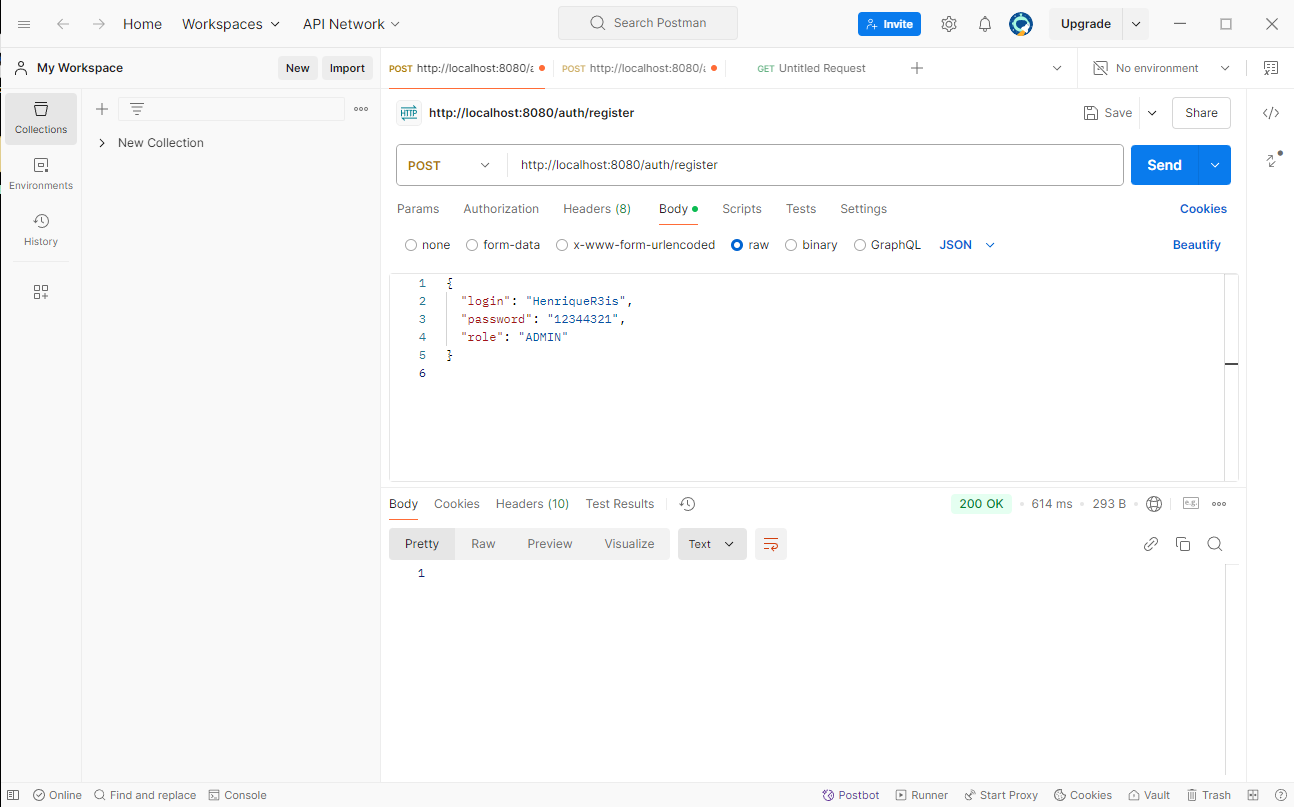 Home Workspaces API Network Search Postman Invite Upgrade
My Workspace New Import POST http://localhost:8080/a POST http://localhost:8080/a GET Untitled Request No environment
HTTP http://localhost:8080/auth/register Save Share
Collections
New Collection
Environments
History
POST http://localhost:8080/auth/register Send
Params Authorization Headers (8) Body Scripts Tests Settings Cookies
none form-data x-www-form-urlencoded raw binary GraphQL JSON Beautify
1 {
2 "login": "HenriqueR3is",
3 "password": "12344321",
4 "role": "ADMIN"
5 }
6
Body Cookies Headers (10) Test Results 200 OK 614 ms 293 B e.g.
Pretty Raw Preview Visualize Text
1
Online Find and replace Console Postbot Runner Start Proxy Cookies Vault Trash